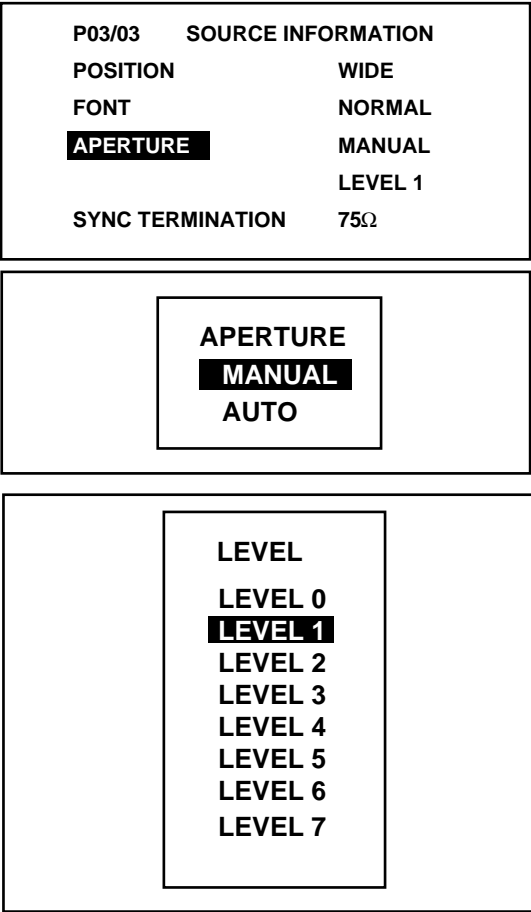 P03/03 SOURCE INFORMATION
POSITION WIDE
FONT NORMAL
APERTURE MANUAL
LEVEL 1
SYNC TERMINATION 75Ω
APERTURE
MANUAL
AUTO
LEVEL
LEVEL 0
LEVEL 1
LEVEL 2
LEVEL 3
LEVEL 4
LEVEL 5
LEVEL 6
LEVEL 7